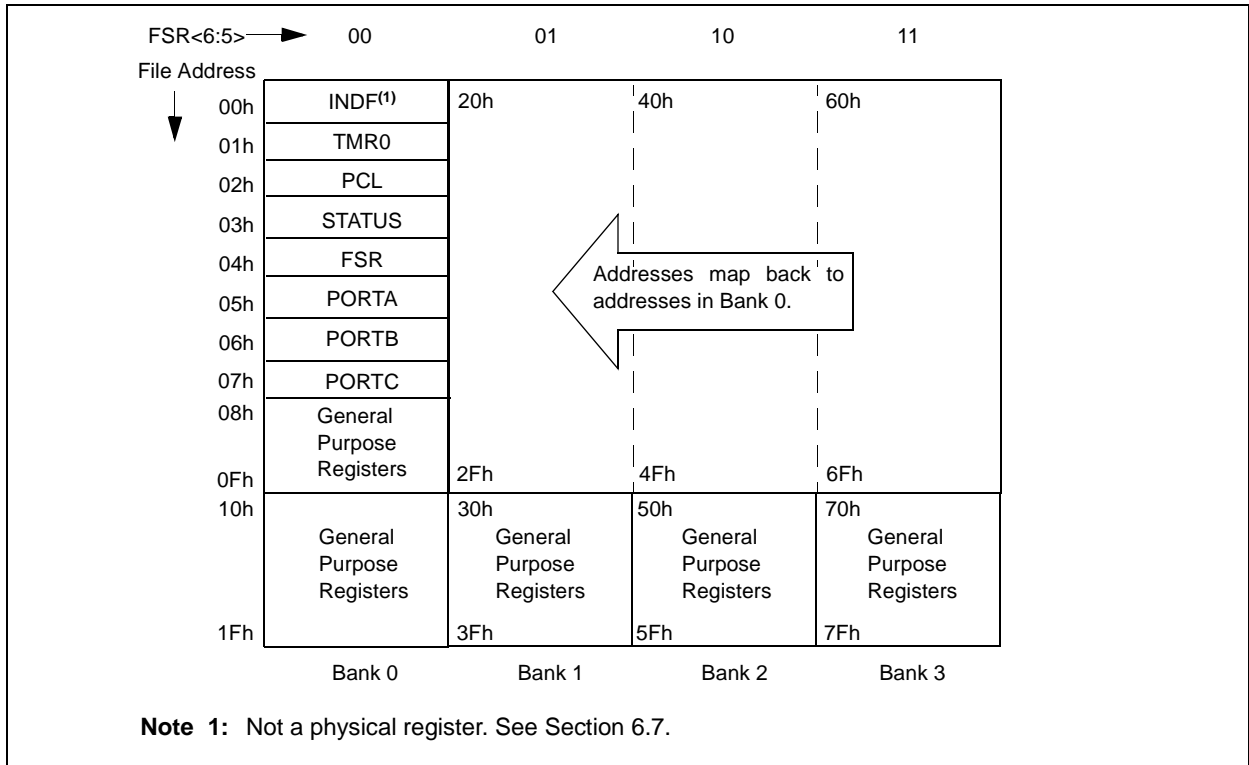 FSR<6:5> 00 01 10 11
File Address
00h INDF(1) 20h 40h 60h
01h TMR0
02h PCL
03h STATUS
04h FSR
Addresses map back to
addresses in Bank 0.
05h PORTA
06h PORTB
07h PORTC
08h General
Purpose
Registers
0Fh 2Fh 4Fh 6Fh
10h 30h 50h 70h
General General General General
Purpose Purpose Purpose Purpose
Registers Registers Registers Registers
1Fh 3Fh 5Fh 7Fh
Bank 0 Bank 1 Bank 2 Bank 3
Note 1: Not a physical register. See Section 6.7.